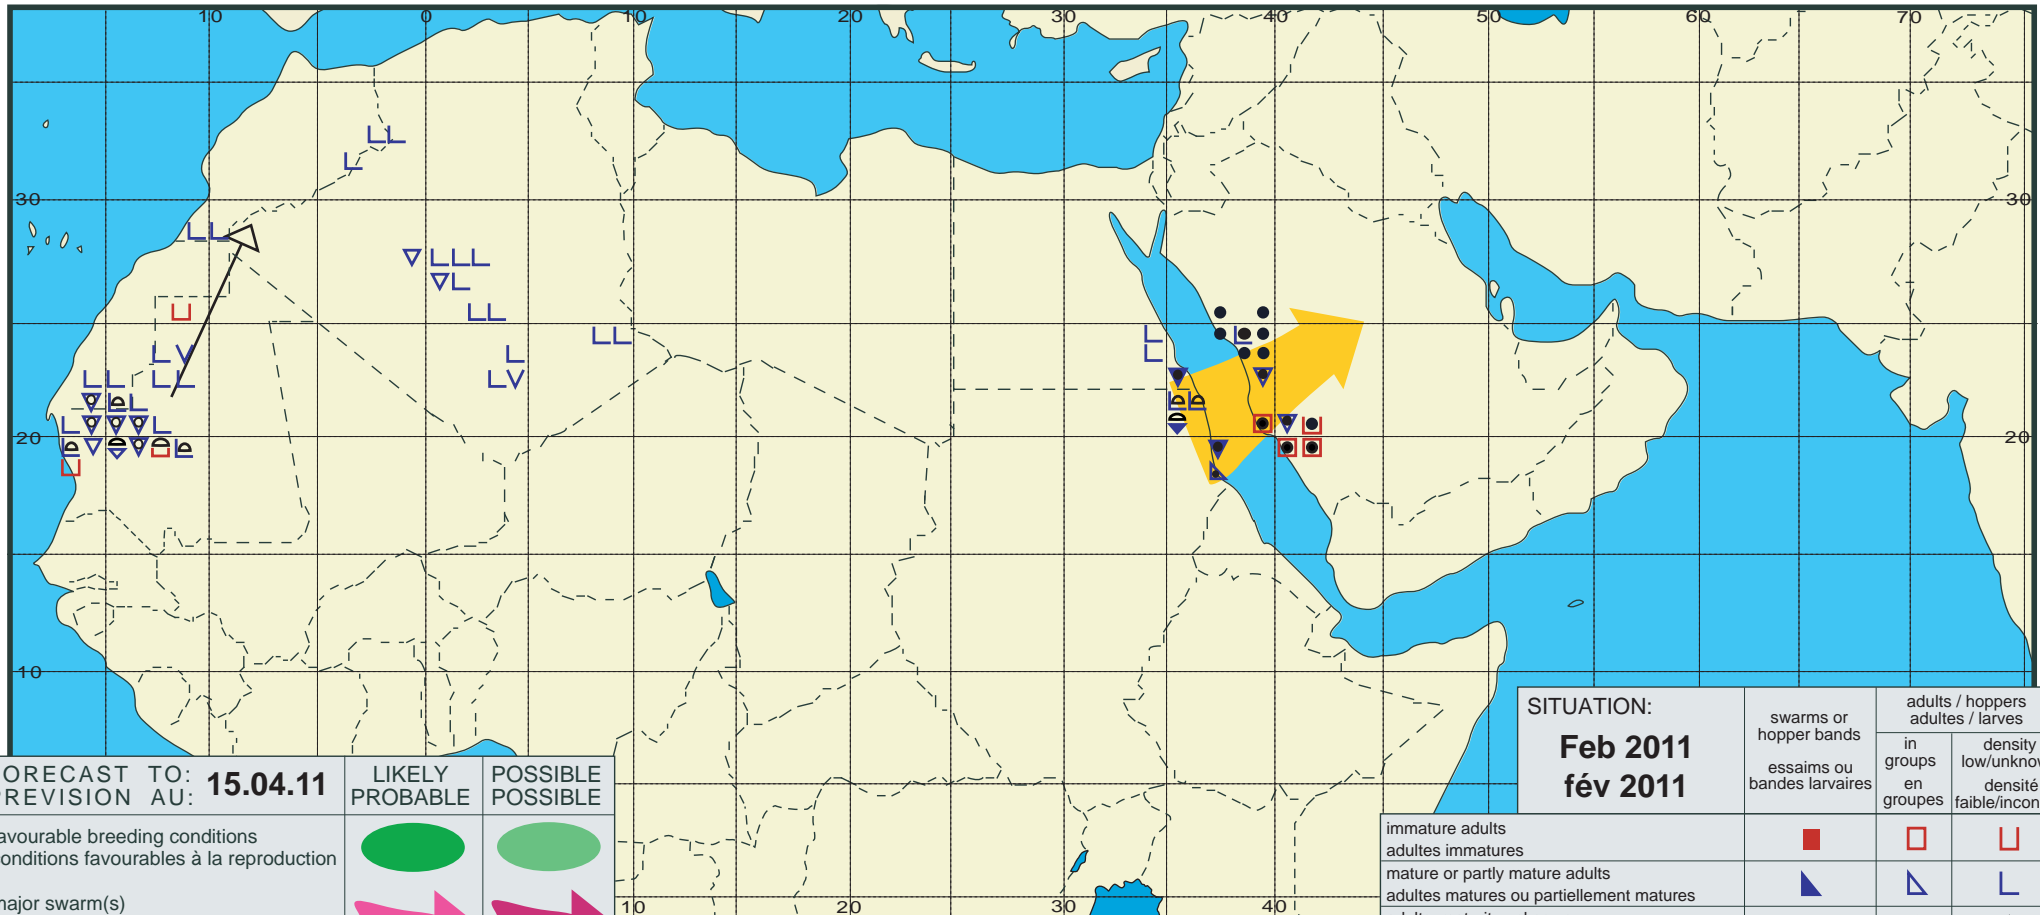 10 0 10 20 30 40 50 60 70
30 30
20 20
10
SITUATION:
Feb 2011
fév 2011
swarms or
hopper bands
essaims ou
bandes larvaires
adults / hoppers
adultes / larves
in
groups
en
groupes
density
low/unknow
densité
faible/incon
immature adults
adultes immatures
mature or partly mature adults
adultes matures ou partiellement matures
ORECAST TO:
REVISION AU:
15.04.11
LIKELY
PROBABLE
POSSIBLE
POSSIBLE
avourable breeding conditions
onditions favourables à la reproduction
major swarm(s)
10 20 30 40